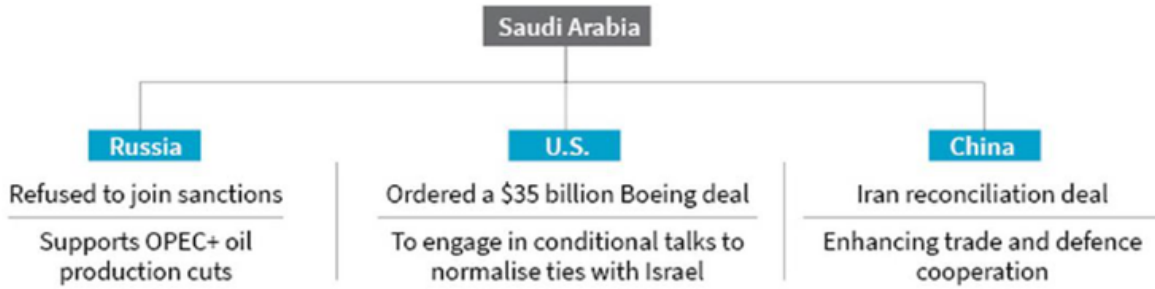 Saudi Arabia
Russia
Refused to join sanctions
Supports OPEC+ oil
production cuts
U.S.
Ordered a $35 billion Boeing deal
To engage in conditional talks to
normalise ties with Israel
China
Iran reconciliation deal
Enhancing trade and defence
cooperation